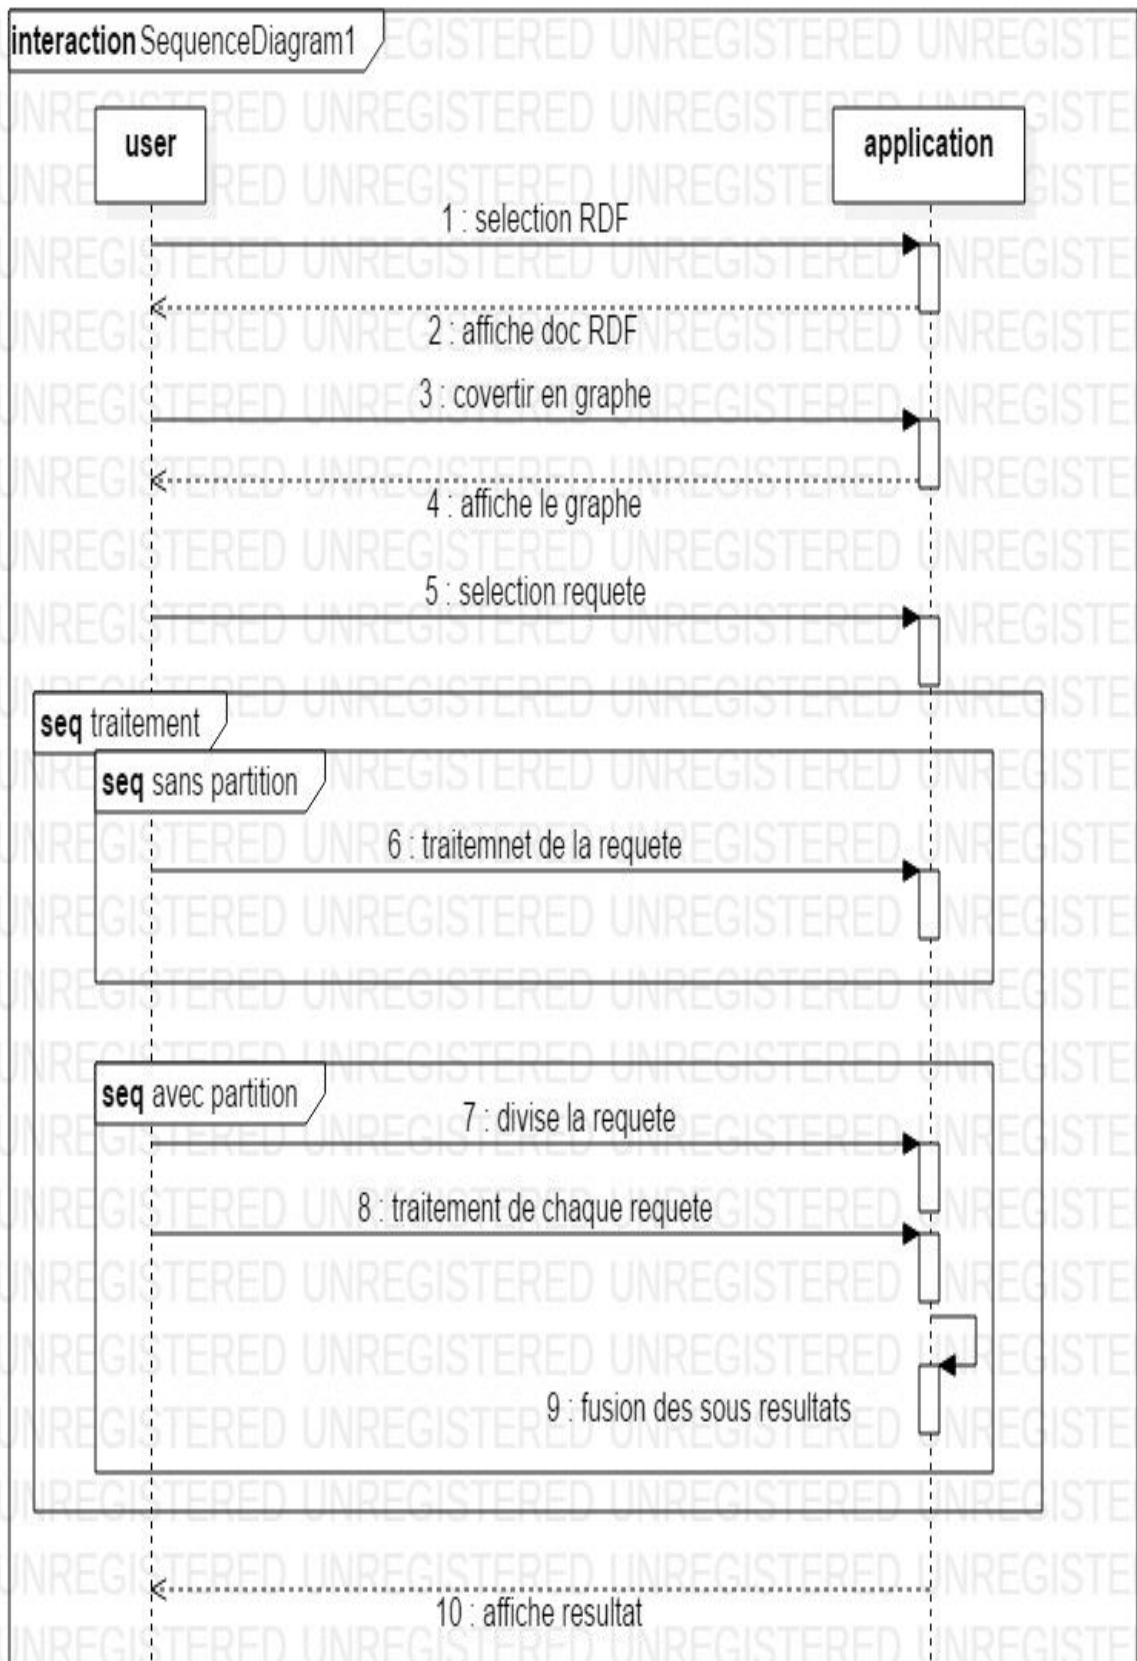 interaction SequenceDiagram1
user
application
1 : selection RDF
2 : affiche doc RDF
3 : covertir en graphe
4 : affiche le graphe
5 : selection requete
seq traitement
seq sans partition
6 : traitemnet de la requete
seq avec partition
7 : divise la requete
8 : traitement de chaque requete
9 : fusion des sous resultats
10 : affiche resultat
UNREGISTERED